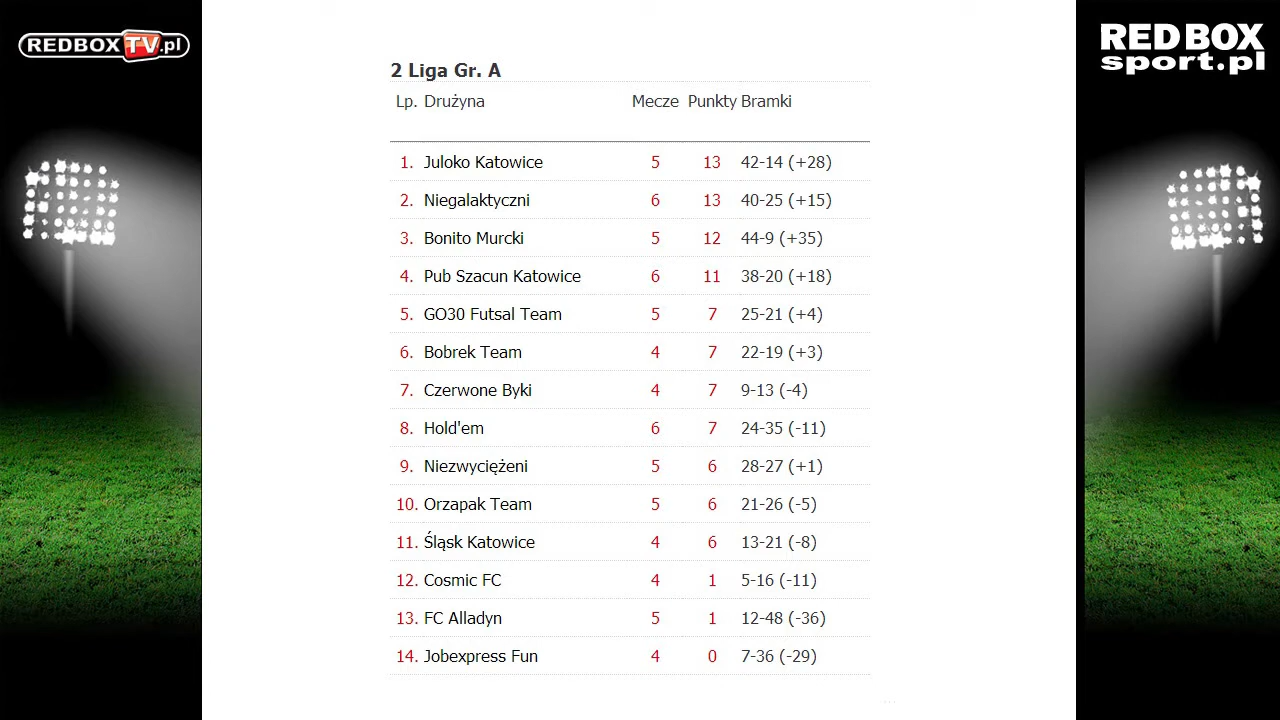 REDBOXTV.pl
RED BOX
sport.pl
2 Liga Gr. A
Lp. Drużyna Mecze Punkty Bramki
1. Juloko Katowice 5 13 42-14 (+28)
2. Niegalaktyczni 6 13 40-25 (+15)
3. Bonito Murcki 5 12 44-9 (+35)
4. Pub Szacun Katowice 6 11 38-20 (+18)
5. GO30 Futsal Team 5 7 25-21 (+4)
6. Bobrek Team 4 7 22-19 (+3)
7. Czerwone Byki 4 7 9-13 (-4)
8. Hold'em 6 7 24-35 (-11)
9. Niezwyciężeni 5 6 28-27 (+1)
10. Orzapak Team 5 6 21-26 (-5)
11. Śląsk Katowice 4 6 13-21 (-8)
12. Cosmic FC 4 1 5-16 (-11)
13. FC Alladyn 5 1 12-48 (-36)
14. Jobexpress Fun 4 0 7-36 (-29)